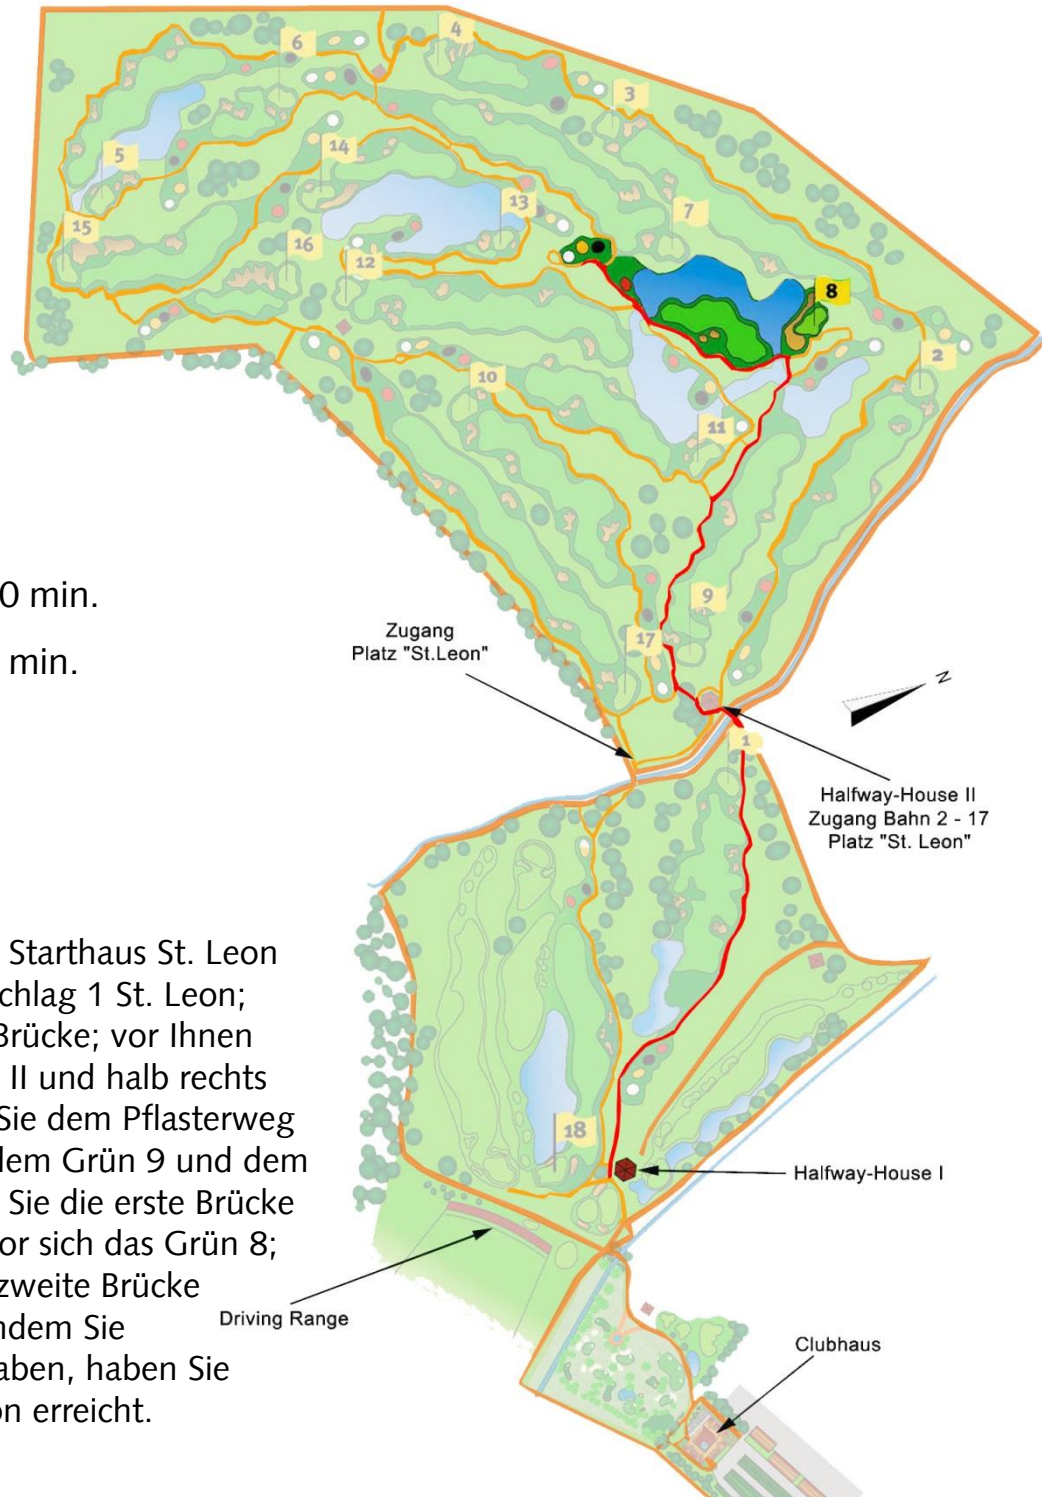 6
4
3
14
5
7
13
15
16
12
8
2
10
11
0 min.
9
Zugang
Platz "St.Leon"
17
min.
N
1
Halfway-House II
Zugang Bahn 2 - 17
Platz "St. Leon"
Starthaus St. Leon
chlag 1 St. Leon;
Brücke; vor Ihnen
II und halb rechts
Sie dem Pflasterweg
dem Grün 9 und dem
Sie die erste Brücke
or sich das Grün 8;
zweite Brücke
ndem Sie
aben, haben Sie
on erreicht.
18
Halfway-House I
Driving Range
Clubhaus